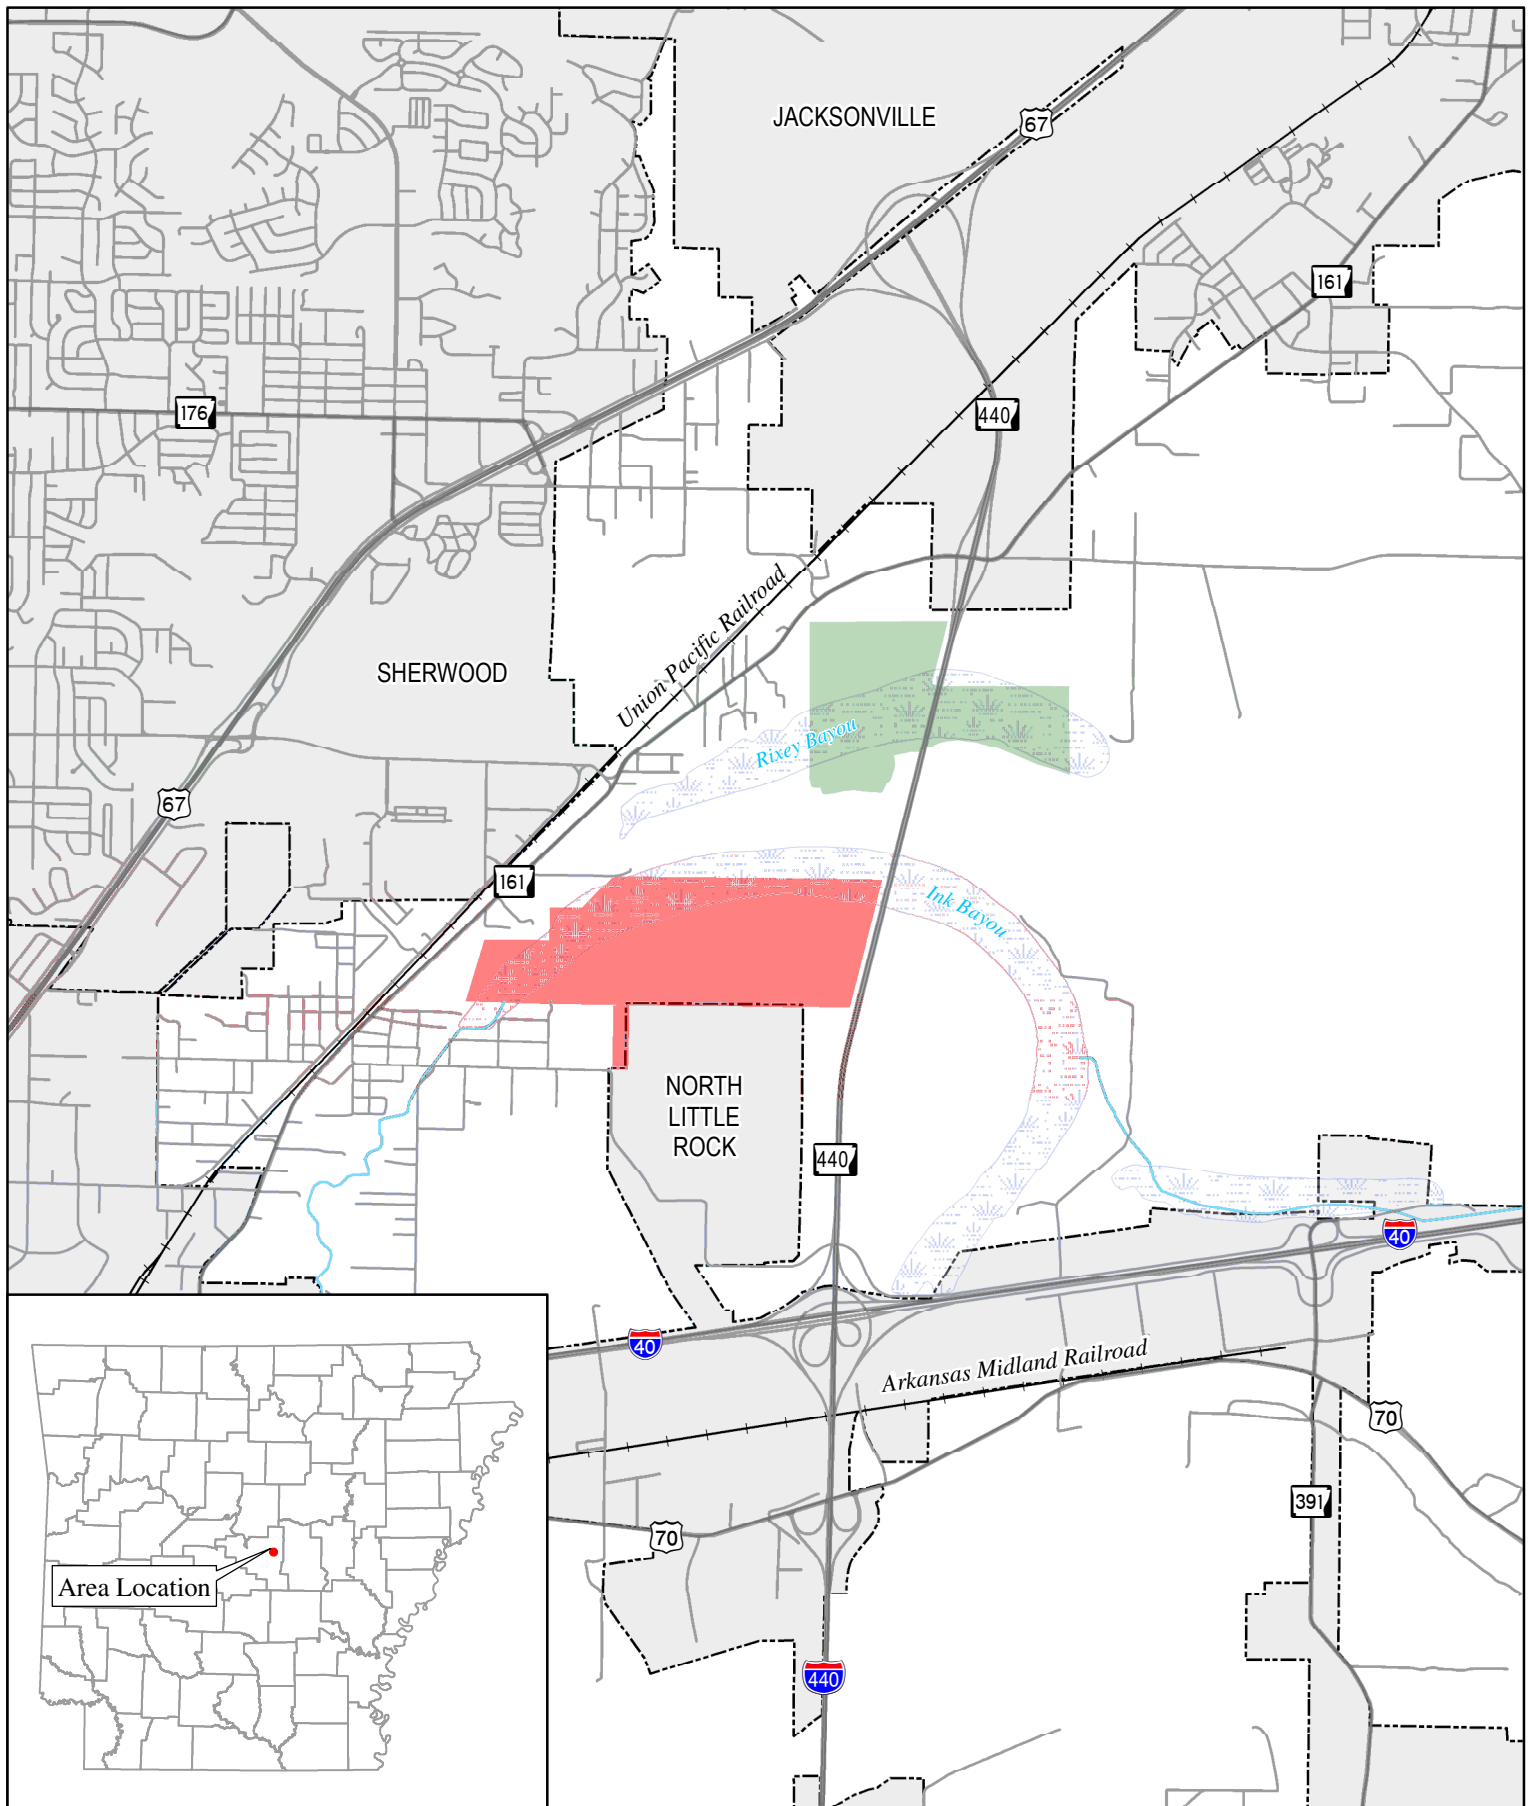 JACKSONVILLE
67
161
176
440
Union Pacific Railroad
SHERWOOD
Rixey Bayou
67
161
Ink Bayou
NORTH
LITTLE
ROCK
440
40
40
Arkansas Midland Railroad
70
391
70
Area Location
440